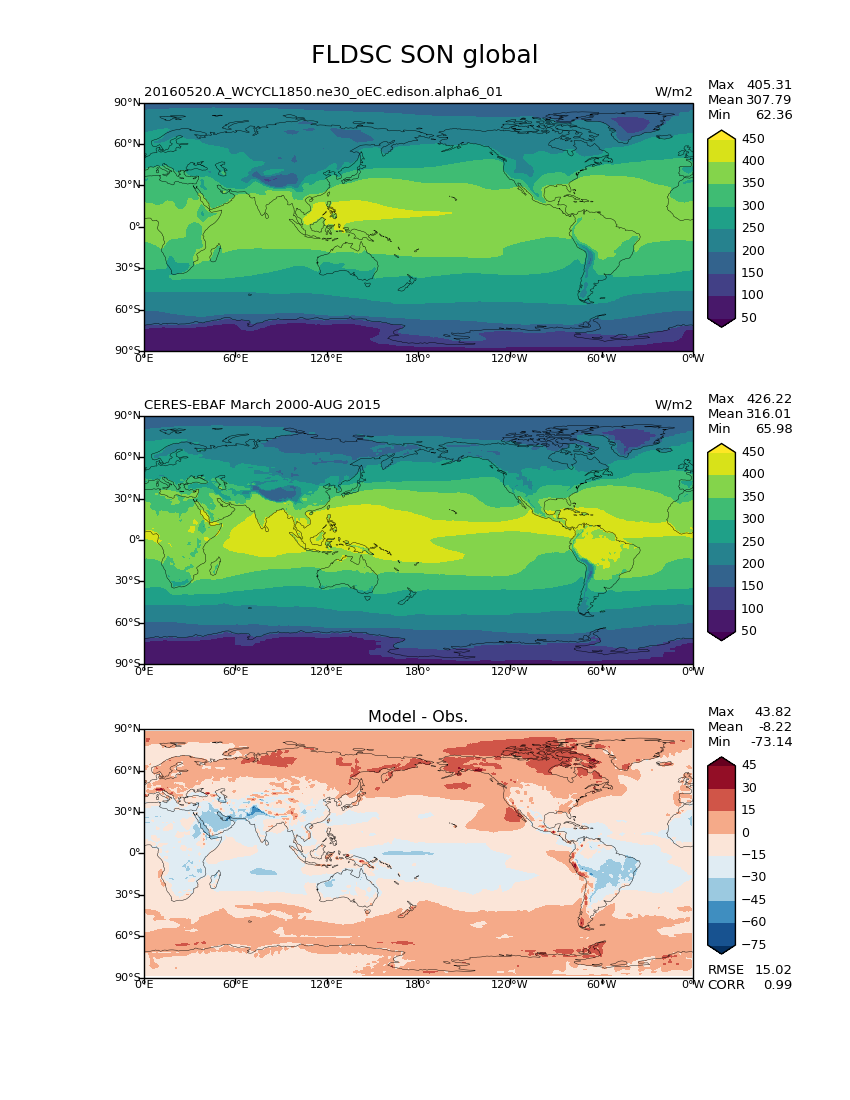 FLDSC SON global
20160520.A_WCYCL1850.ne30_oEC.edison.alpha6_01 W/m2
Max 405.31
Mean 307.79
Min 62.36
90°N
60°N
30°N
0°
30°S
60°S
90°S
0°E 60°E 120°E 180° 120°W 60°W 0°W
450
400
350
300
250
200
150
100
50
CERES-EBAF March 2000-AUG 2015 W/m2
Max 426.22
Mean 316.01
Min 65.98
90°N
60°N
30°N
0°
30°S
60°S
90°S
0°E 60°E 120°E 180° 120°W 60°W 0°W
450
400
350
300
250
200
150
100
50
Model - Obs.
Max 43.82
Mean -8.22
Min -73.14
90°N
60°N
30°N
0°
30°S
60°S
90°S
0°E 60°E 120°E 180° 120°W 60°W 0°W
45
30
15
0
−15
−30
−45
−60
−75
RMSE 15.02
CORR 0.99